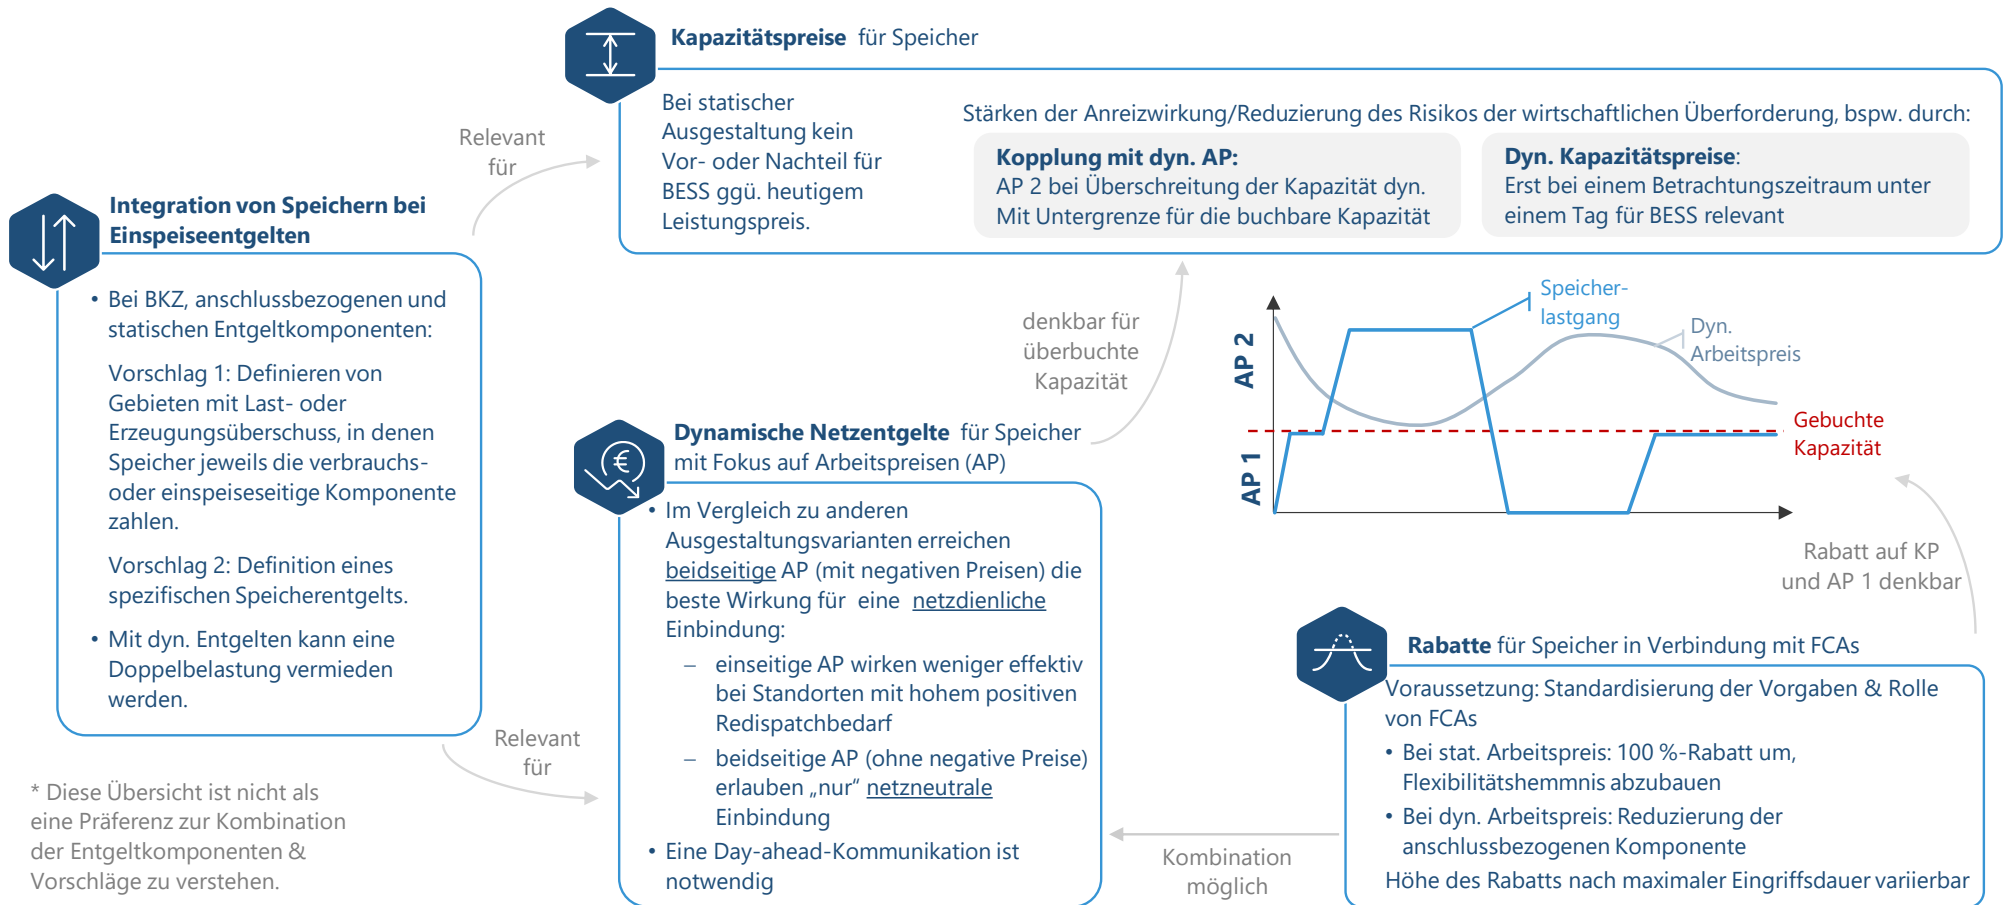 Kapazitätspreise für Speicher
Bei statischer
Ausgestaltung kein
Vor- oder Nachteil für
BESS ggü. heutigem
Leistungspreis.
Stärken der Anreizwirkung/Reduzierung des Risikos der wirtschaftlichen Überforderung, bspw. durch:
Kopplung mit dyn. AP:
AP 2 bei Überschreitung der Kapazität dyn.
Mit Untergrenze für die buchbare Kapazität
Dyn. Kapazitätspreise:
Erst bei einem Betrachtungszeitraum unter
einem Tag für BESS relevant
Relevant
für
Integration von Speichern bei
Einspeiseentgelten
• Bei BKZ, anschlussbezogenen und
statischen Entgeltkomponenten:
Vorschlag 1: Definieren von
Gebieten mit Last- oder
Erzeugungsüberschuss, in denen
Speicher jeweils die verbrauchs-
oder einspeiseseitige Komponente
zahlen.
Vorschlag 2: Definition eines
spezifischen Speicherentgelts.
• Mit dyn. Entgelten kann eine
Doppelbelastung vermieden
werden.
Relevant
für
* Diese Übersicht ist nicht als
eine Präferenz zur Kombination
der Entgeltkomponenten &
Vorschläge zu verstehen.
denkbar für
überbuchte
Kapazität
Dynamische Netzentgelte für Speicher
mit Fokus auf Arbeitspreisen (AP)
• Im Vergleich zu anderen
Ausgestaltungsvarianten erreichen
beidseitige AP (mit negativen Preisen) die
beste Wirkung für eine netzdienliche
Einbindung:
– einseitige AP wirken weniger effektiv
bei Standorten mit hohem positiven
Redispatchbedarf
– beidseitige AP (ohne negative Preise)
erlauben „nur“ netzneutrale
Einbindung
• Eine Day-ahead-Kommunikation ist
notwendig
AP 2
AP 1
Speicher-
lastgang
Dyn.
Arbeitspreis
Gebuchte
Kapazität
Rabatt auf KP
und AP 1 denkbar
Rabatte für Speicher in Verbindung mit FCAs
Voraussetzung: Standardisierung der Vorgaben & Rolle
von FCAs
• Bei stat. Arbeitspreis: 100 %-Rabatt um,
Flexibilitätshemmnis abzubauen
• Bei dyn. Arbeitspreis: Reduzierung der
anschlussbezogenen Komponente
Höhe des Rabatts nach maximaler Eingriffsdauer variierbar
Kombination
möglich
€